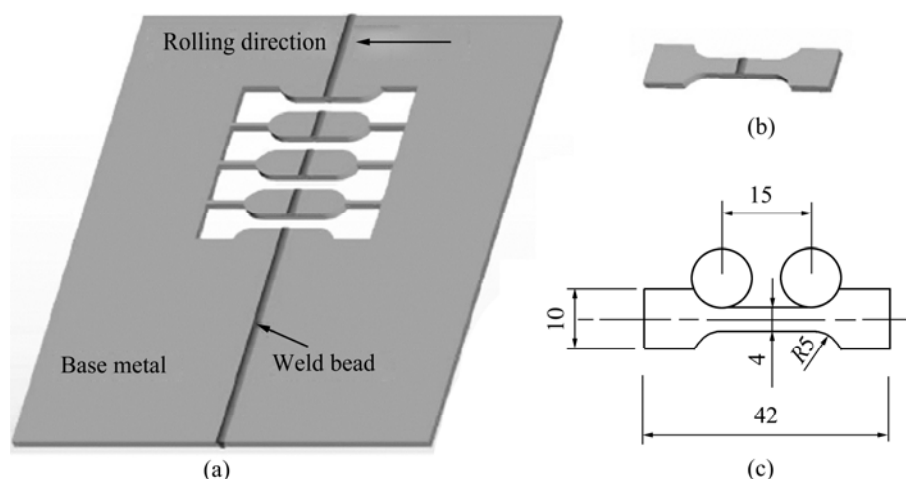 Rolling direction
Base metal
Weld bead
(a)
(b)
15
10
4
R5
42
(c)